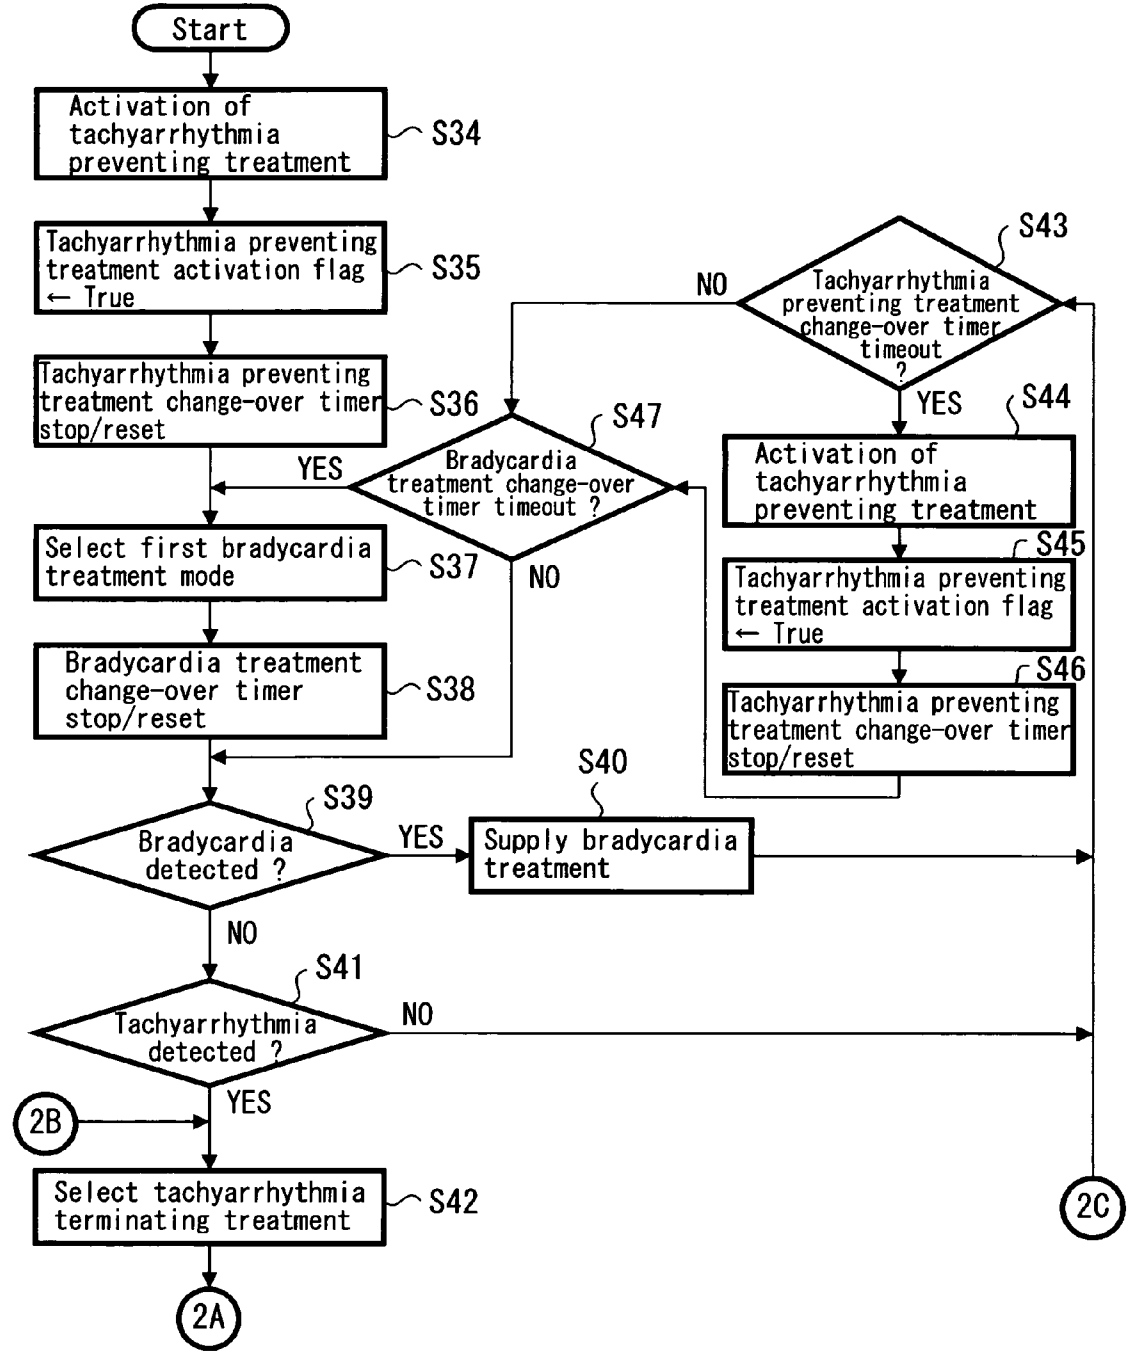 Start
Activation of
tachyarrhythmia
preventing treatment
S34
Tachyarrhythmia preventing
treatment activation flag
← True
S35
Tachyarrhythmia preventing
treatment change-over timer
stop/reset
S36
S43
Tachyarrhythmia
preventing treatment
change-over timer
timeout
?
NO
YES
S44
Activation of
tachyarrhythmia
preventing treatment
S45
Tachyarrhythmia preventing
treatment activation flag
← True
S46
Tachyarrhythmia preventing
treatment change-over timer
stop/reset
S47
Bradycardia
treatment change-over
timer timeout ?
YES
NO
Select first bradycardia
treatment mode
S37
Bradycardia treatment
change-over timer
stop/reset
S38
S39
Bradycardia
detected ?
YES
NO
S40
Supply bradycardia
treatment
S41
Tachyarrhythmia
detected ?
NO
YES
2B
Select tachyarrhythmia
terminating treatment
S42
2C
2A